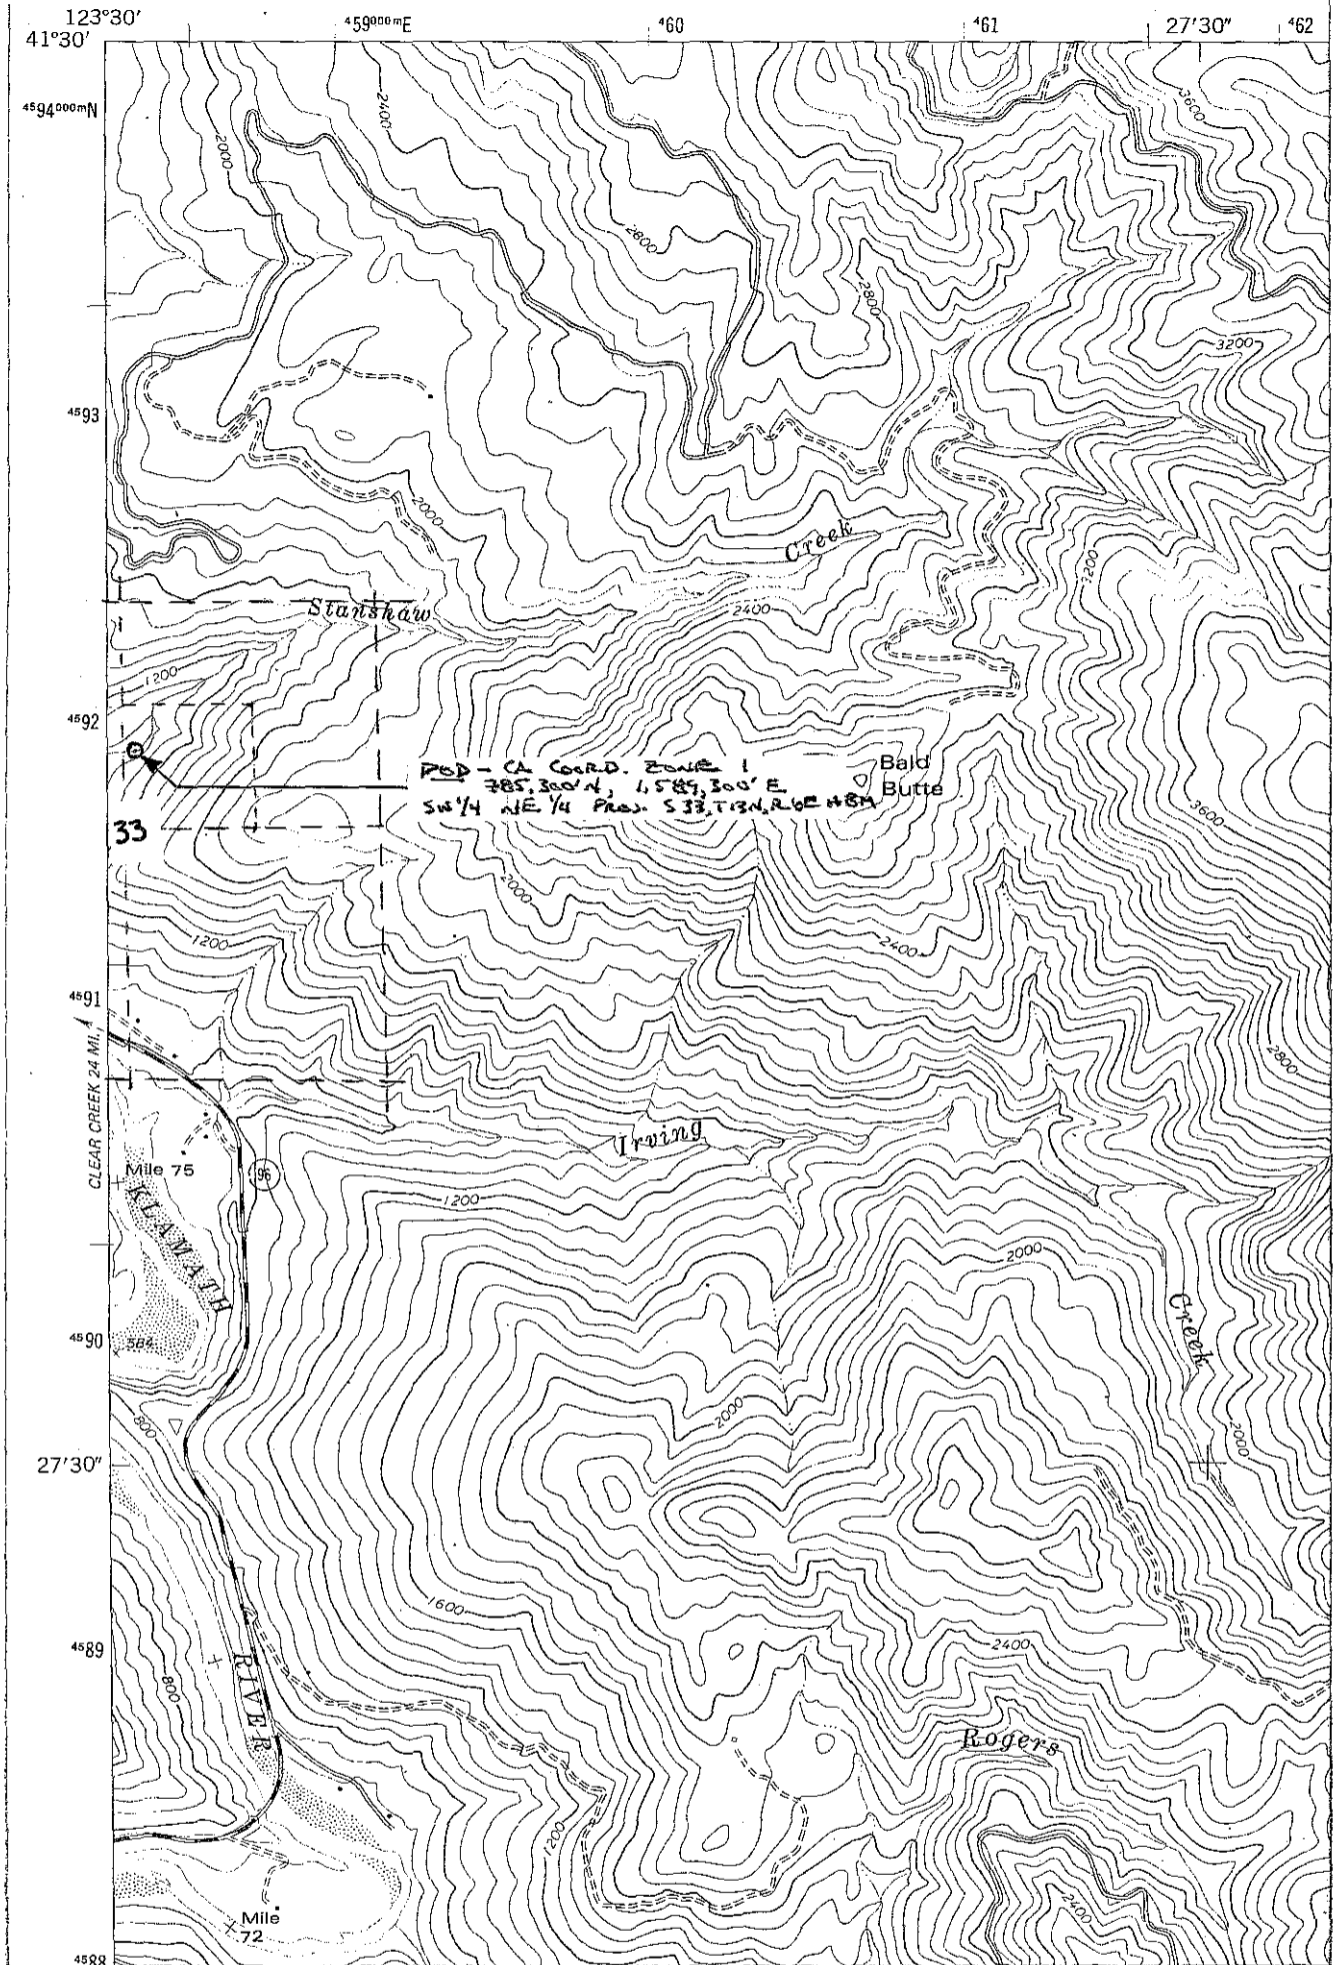 123°30'
⁴59⁰⁰⁰ᵐE
⁴60
⁴61
27'30"
⁴62
41°30'
⁴⁵94⁰⁰⁰ᵐN
2400
3600
2000
2800
2800
3200
⁴⁵93
2000
Creek
1200
Stanshaw
2400
1200
⁴⁵92
POD - CA COORD. ZONE 1
785,300' N, 1,589,300' E
SW 1/4 NE 1/4 PROJ. S 33, T13N, R6E HBM
Bald
Butte
3600
33
2000
1200
2400
⁴⁵91
CLEAR CREEK 24 MI.
2800
Irving
Mile 75
96
KLAMATH
1200
2000
Creek
⁴⁵90
584
800
2000
2000
27'30"
1600
⁴⁵89
2400
RIVER
800
Rogers
1200
2400
Mile
72
⁴⁵88